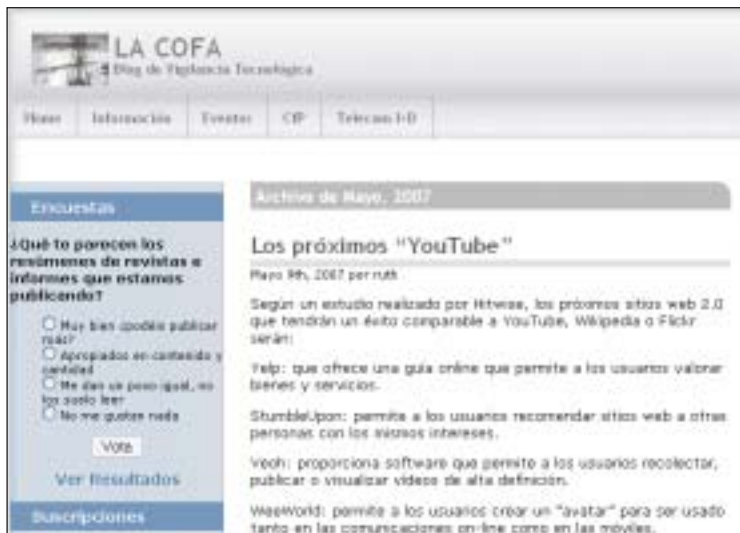 LA COFA
Blog de Vigilancia Tecnológica
Home Información Eventos CfP Telecom I+D
Encuestas
¿Qué te parecen los
resúmenes de revistas e
informes que estamos
publicando?
Muy bien ¿podéis publicar
más?
Apropiados en contenido y
cantidad
Me dan un poco igual, no
los suelo leer
No me gustan nada
Vota
Ver Resultados
Suscripciones
Archivo de Mayo, 2007
Los próximos "YouTube"
Mayo 9th, 2007 por ruth
Según un estudio realizado por Hitwise, los próximos sitios web 2.0
que tendrán un éxito comparable a YouTube, Wikipedia o Flickr
serán:
Yelp: que ofrece una guía online que permite a los usuarios valorar
bienes y servicios.
StumbleUpon: permite a los usuarios recomendar sitios web a otras
personas con los mismos intereses.
Veoh: proporciona software que permite a los usuarios recolectar,
publicar o visualizar vídeos de alta definición.
WeeWorld: permite a los usuarios crear un "avatar" para ser usado
tanto en las comunicaciones on-line como en las móviles.